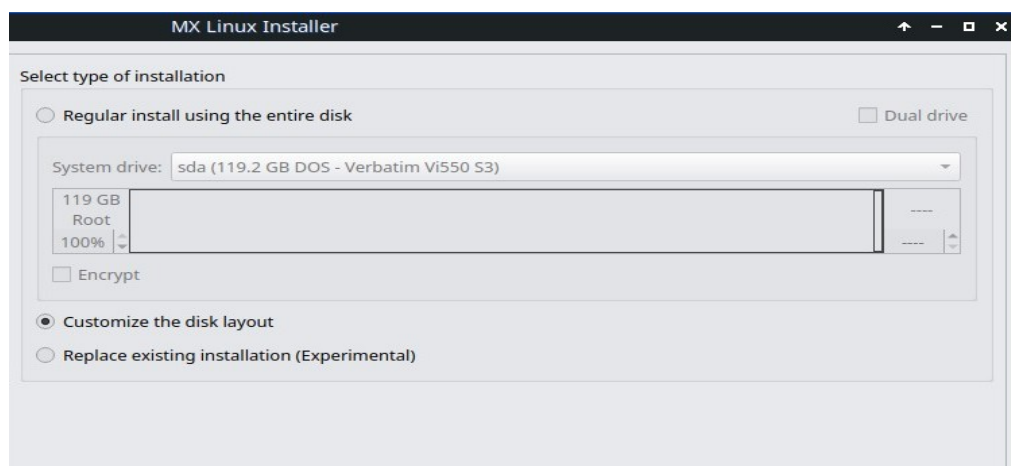 MX Linux Installer
Select type of installation
Regular install using the entire disk
Dual drive
System drive: sda (119.2 GB DOS - Verbatim Vi550 S3)
119 GB
Root
100%
----
----
Encrypt
Customize the disk layout
Replace existing installation (Experimental)